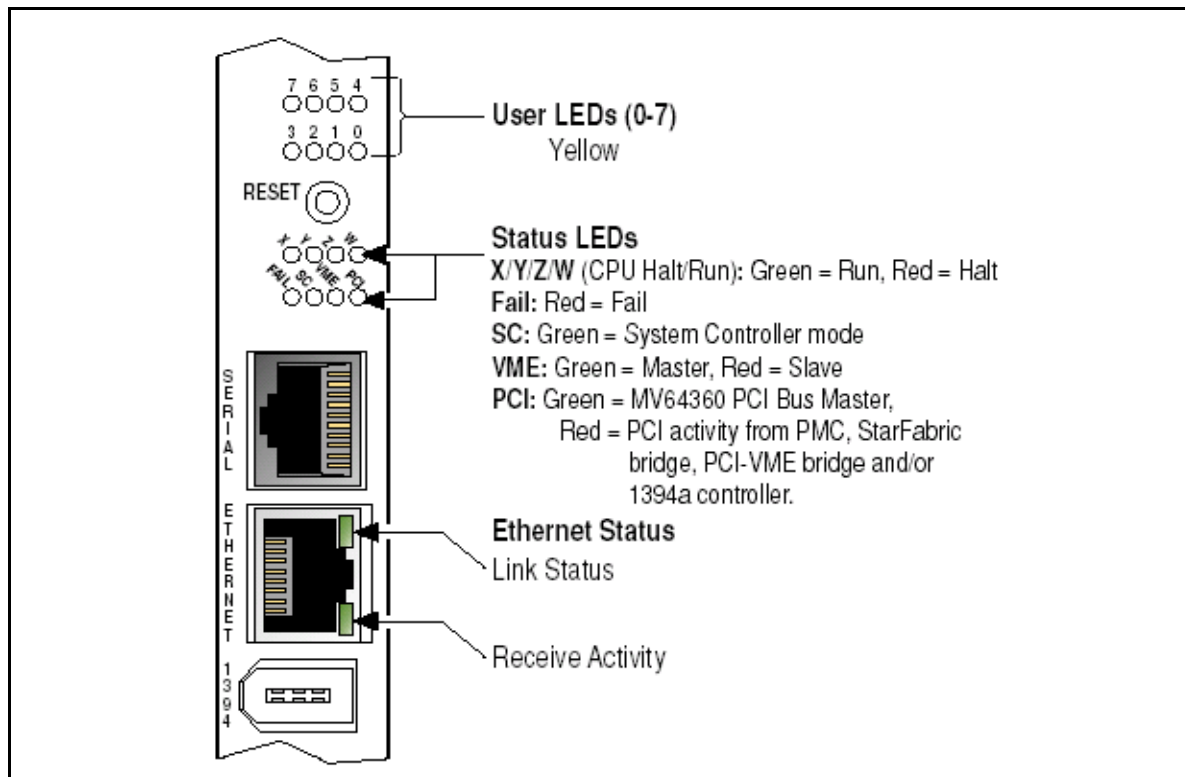 7 6 5 4
User LEDs (0-7)
3 2 1 0
Yellow
RESET
X Y Z W
FAIL SC VME PCI
Status LEDs
X/Y/Z/W (CPU Halt/Run): Green = Run, Red = Halt
Fail: Red = Fail
SC: Green = System Controller mode
VME: Green = Master, Red = Slave
PCI: Green = MV64360 PCI Bus Master,
Red = PCI activity from PMC, StarFabric
bridge, PCI-VME bridge and/or
1394a controller.
SERIAL
ETHERNET
Ethernet Status
Link Status
Receive Activity
1394